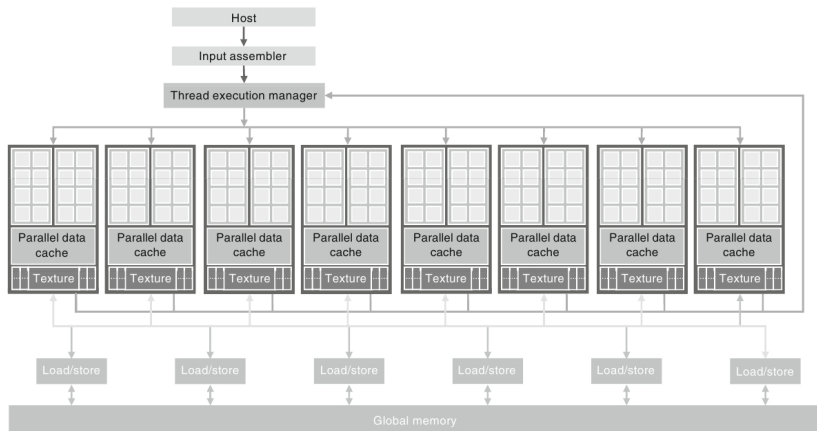 Host
Input assembler
Thread execution manager
Parallel data
cache
Parallel data
cache
Parallel data
cache
Parallel data
cache
Parallel data
cache
Parallel data
cache
Parallel data
cache
Parallel data
cache
Texture
Texture
Texture
Texture
Texture
Texture
Texture
Texture
Load/store
Load/store
Load/store
Load/store
Load/store
Load/store
Global memory